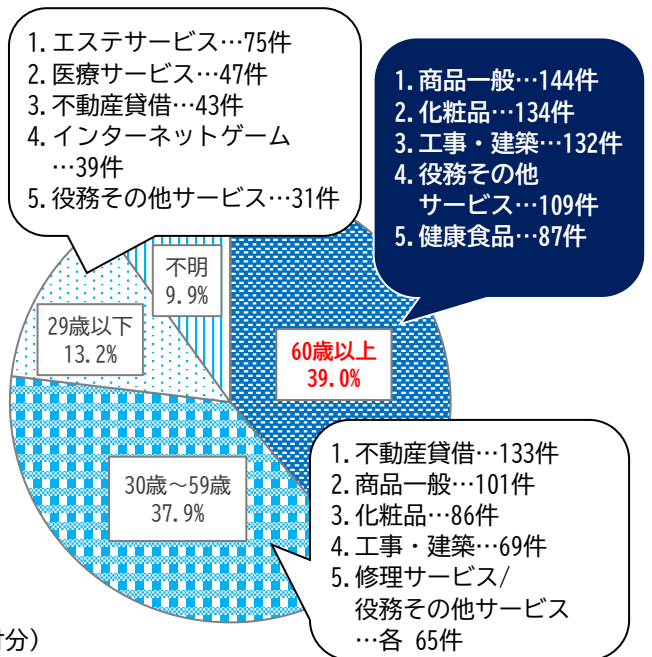 1.エステサービス…75件
2.医療サービス…47件
3.不動産貸借…43件
4.インターネットゲーム
…39件
5.役務その他サービス…31件
1.商品一般…144件
2.化粧品…134件
3.工事・建築…132件
4.役務その他
サービス…109件
5.健康食品…87件
不明
9.9%
29歳以下
13.2%
60歳以上
39.0%
30歳～59歳
37.9%
1.不動産貸借…133件
2.商品一般…101件
3.化粧品…86件
4.工事・建築…69件
5.修理サービス/
役務その他サービス
…各 65件
分）